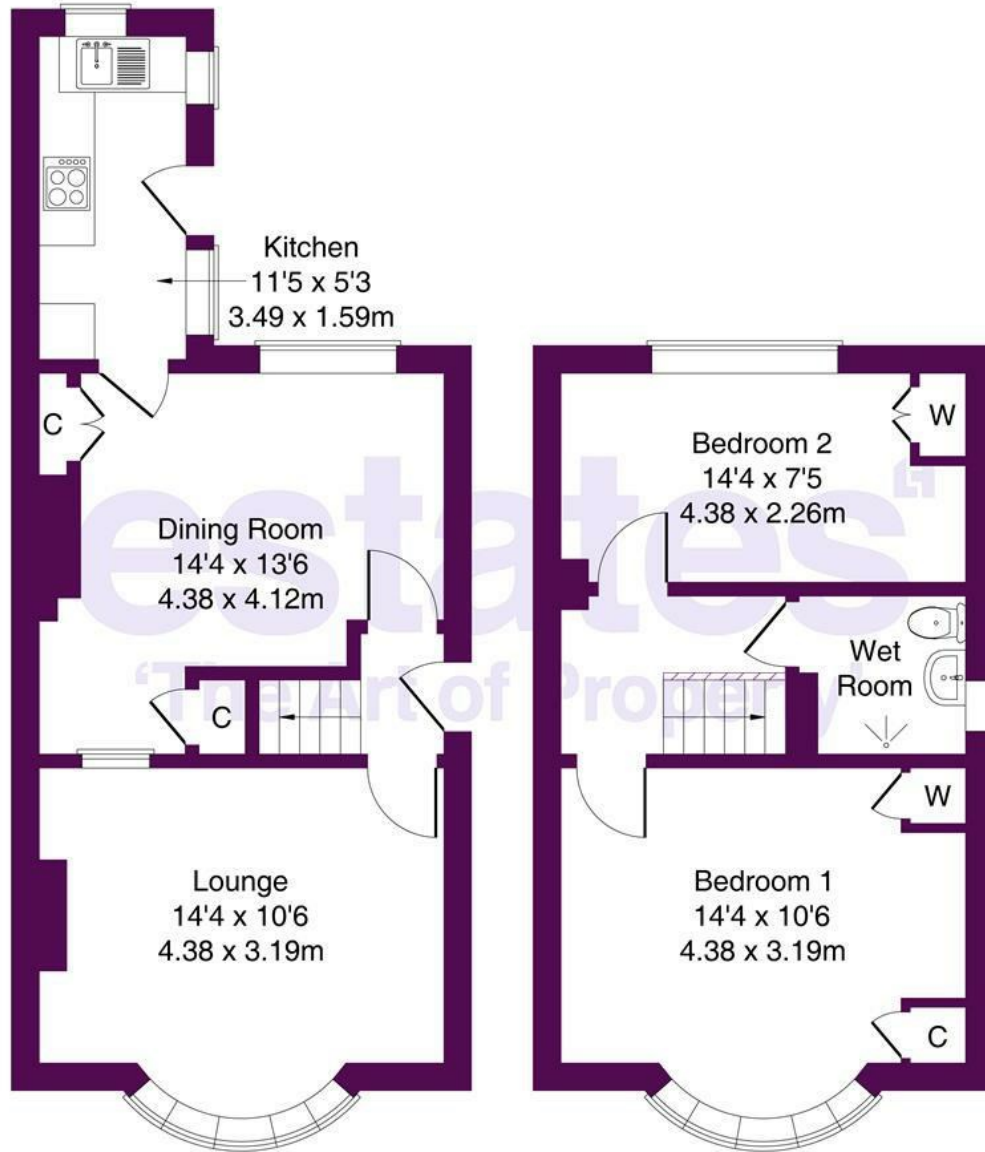 Kitchen
11'5 x 5'3
3.49 x 1.59m
C
Dining Room
14'4 x 13'6
4.38 x 4.12m
C
Lounge
14'4 x 10'6
4.38 x 3.19m
Bedroom 2
14'4 x 7'5
4.38 x 2.26m
W
Wet
Room
W
Bedroom 1
14'4 x 10'6
4.38 x 3.19m
C
estates
'The Art of Property'